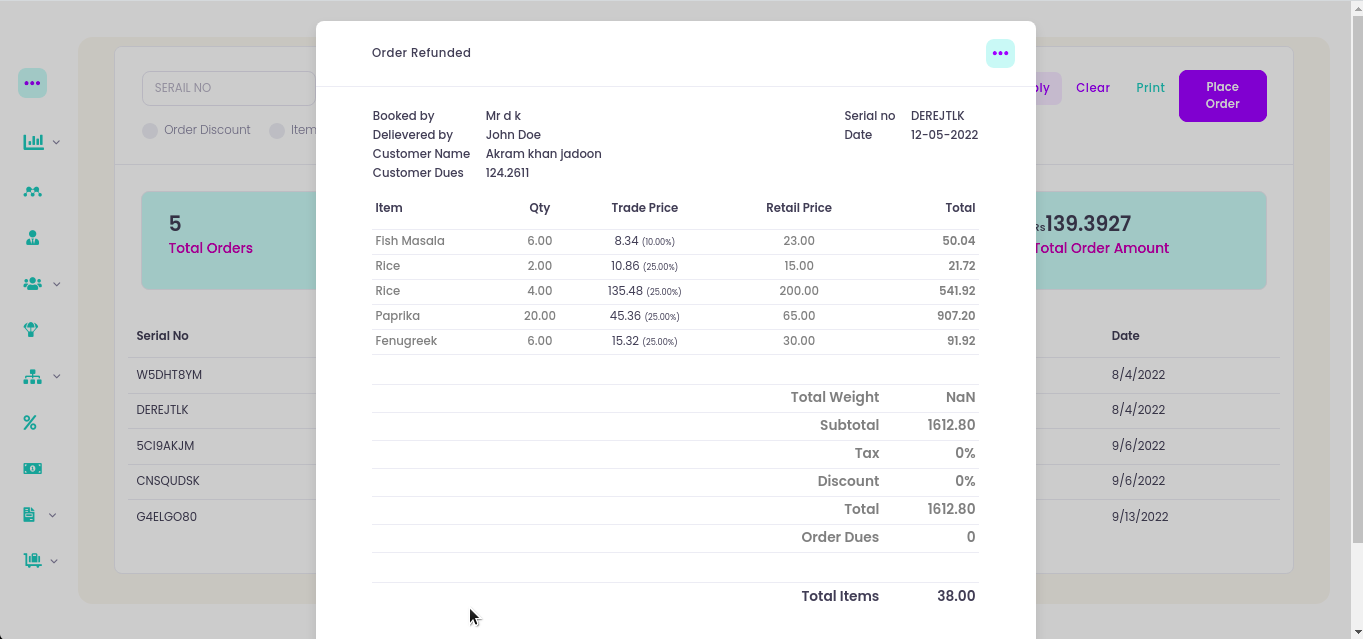 Order Refunded
•••
•••
SERAIL NO
Order Discount
Item
Clear
Print
Place
Order
Booked by Mr d k
Delievered by John Doe
Customer Name Akram khan jadoon
Customer Dues 124.2611
Serial no DEREJTLK
Date 12-05-2022
5
Total Orders
Rs139.3927
Total Order Amount
Item Qty Trade Price Retail Price Total
Fish Masala 6.00 8.34 (10.00%) 23.00 50.04
Rice 2.00 10.86 (25.00%) 15.00 21.72
Rice 4.00 135.48 (25.00%) 200.00 541.92
Paprika 20.00 45.36 (25.00%) 65.00 907.20
Fenugreek 6.00 15.32 (25.00%) 30.00 91.92
Total Weight NaN
Subtotal 1612.80
Tax 0%
Discount 0%
Total 1612.80
Order Dues 0
Total Items 38.00
Serial No Date
W5DHT8YM 8/4/2022
DEREJTLK 8/4/2022
5CI9AKJM 9/6/2022
CNSQUDSK 9/6/2022
G4ELGO80 9/13/2022